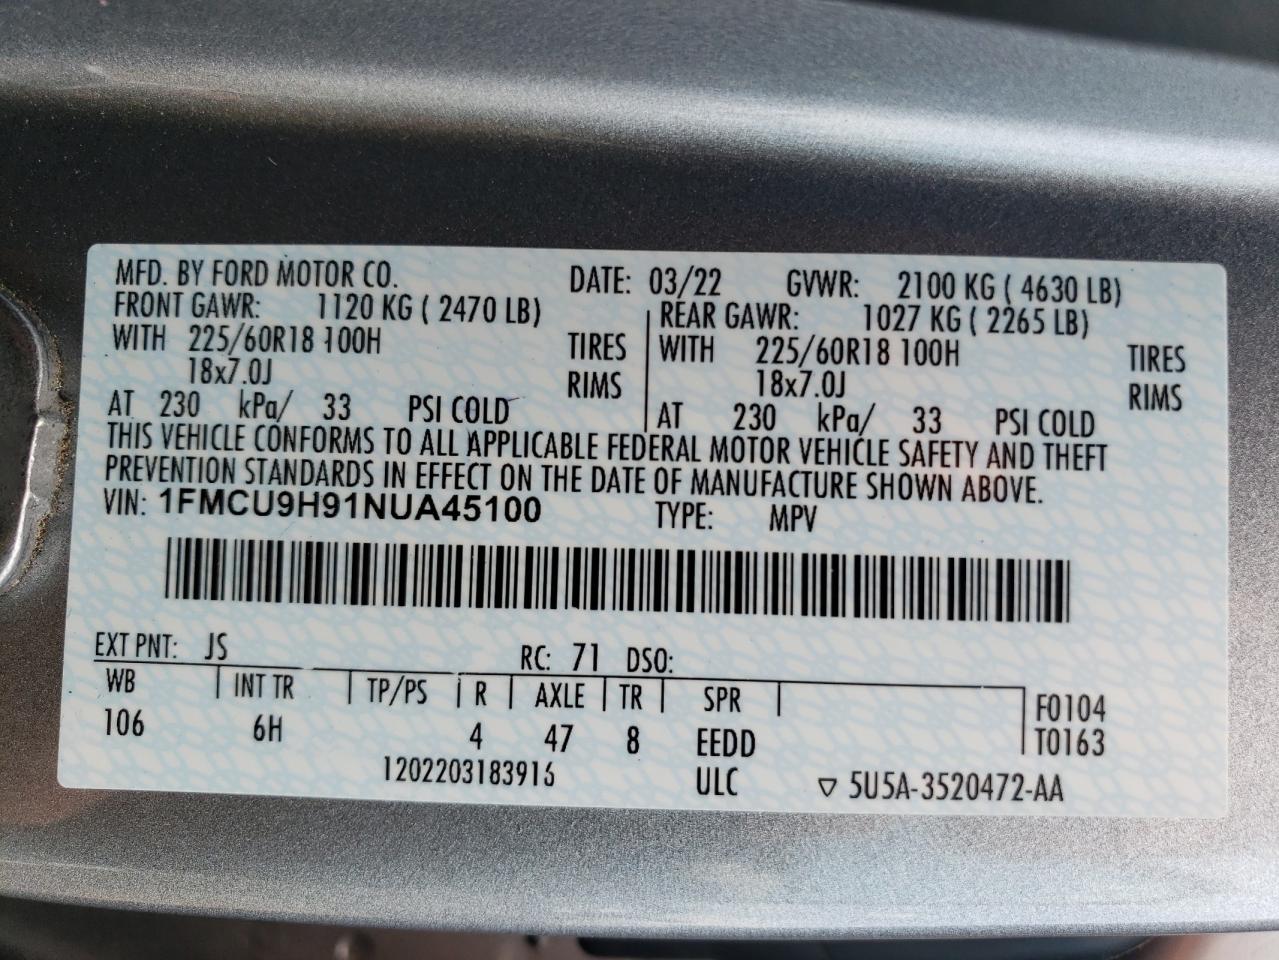 MFD. BY FORD MOTOR CO. DATE: 03/22 GVWR: 2100 KG ( 4630 LB)
FRONT GAWR: 1120 KG ( 2470 LB) REAR GAWR: 1027 KG ( 2265 LB)
WITH 225/60R18 100H TIRES WITH 225/60R18 100H TIRES
18x7.0J RIMS 18x7.0J RIMS
AT 230 kPa/ 33 PSI COLD AT 230 kPa/ 33 PSI COLD
THIS VEHICLE CONFORMS TO ALL APPLICABLE FEDERAL MOTOR VEHICLE SAFETY AND THEFT
PREVENTION STANDARDS IN EFFECT ON THE DATE OF MANUFACTURE SHOWN ABOVE.
VIN: 1FMCU9H91NUA45100 TYPE: MPV
EXT PNT: JS RC: 71 DSO:
WB INT TR TP/PS R AXLE TR SPR F0104
106 6H 4 47 8 EEDD T0163
1202203183916 ULC ▽ 5U5A-3520472-AA